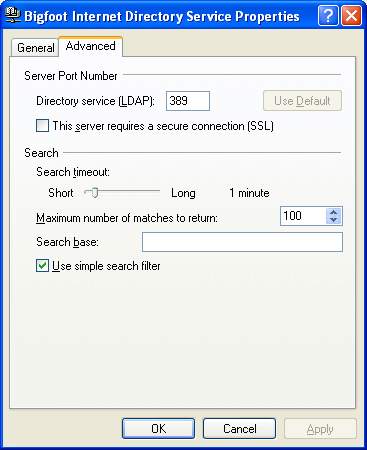 Bigfoot Internet Directory Service Properties
General Advanced
Server Port Number
Directory service (LDAP): 389 Use Default
This server requires a secure connection (SSL)
Search
Search timeout:
Short Long 1 minute
Maximum number of matches to return: 100
Search base:
Use simple search filter
OK Cancel Apply